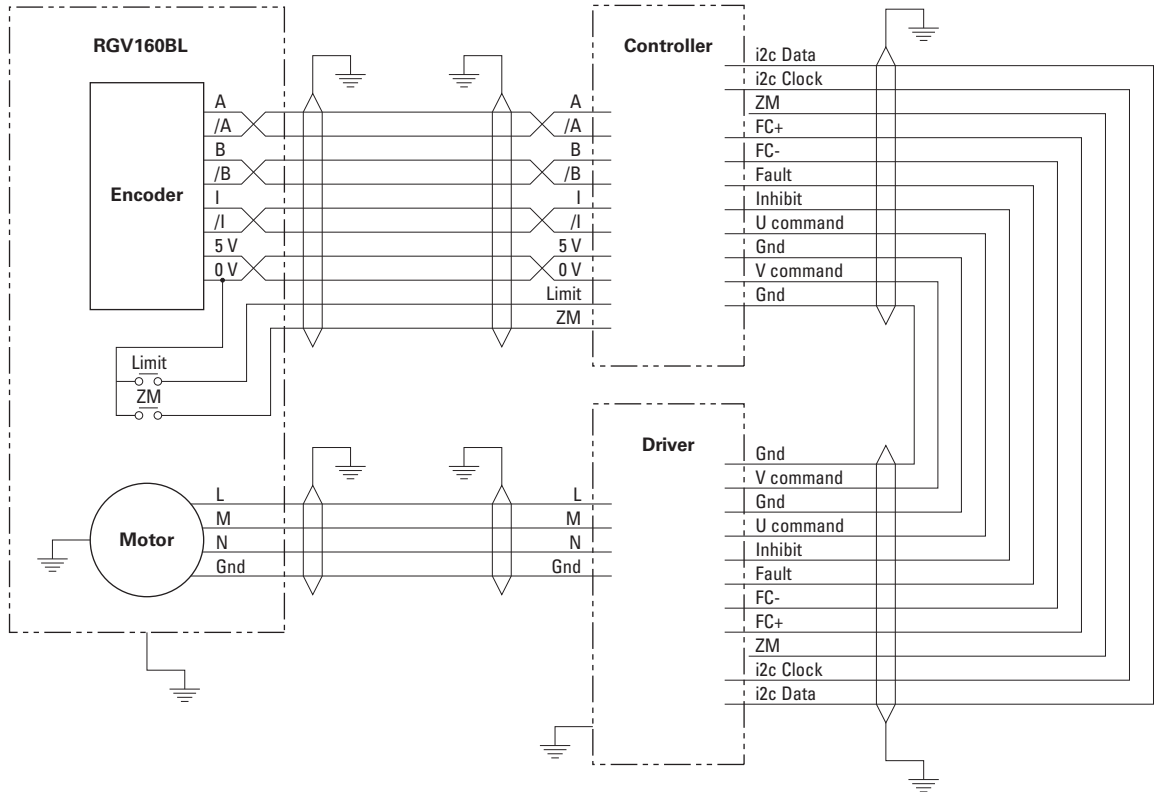 RGV160BL
Encoder
A
/A
B
/B
I
/I
5 V
0 V
Limit
ZM
Motor
L
M
N
Gnd
A
/A
B
/B
I
/I
5 V
0 V
Limit
ZM
L
M
N
Gnd
Controller
i2c Data
i2c Clock
ZM
FC+
FC-
Fault
Inhibit
U command
Gnd
V command
Gnd
Driver
Gnd
V command
Gnd
U command
Inhibit
Fault
FC-
FC+
ZM
i2c Clock
i2c Data